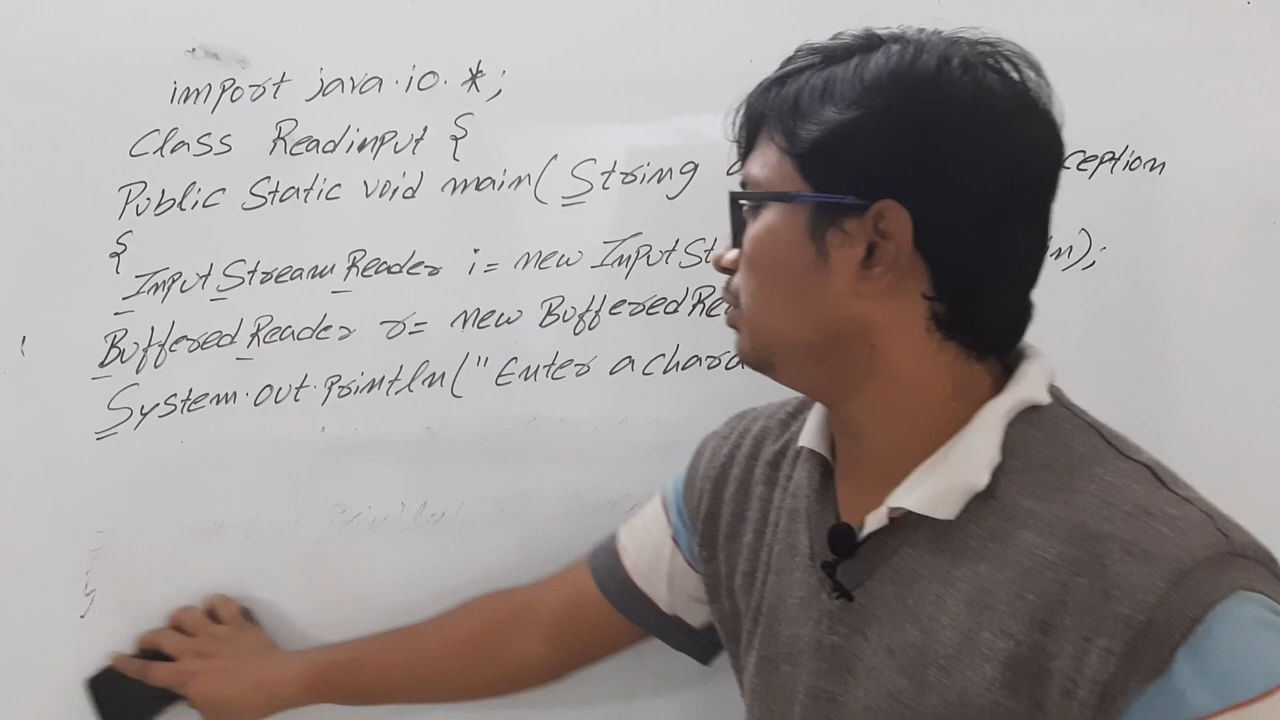 import java.io.*;
Class Readinput {
Public Static void main( String ception
{
InputStreamReader i= new InputSt in);
BufferedReader r= new BufferedRe
System.out.println("Enter a chara